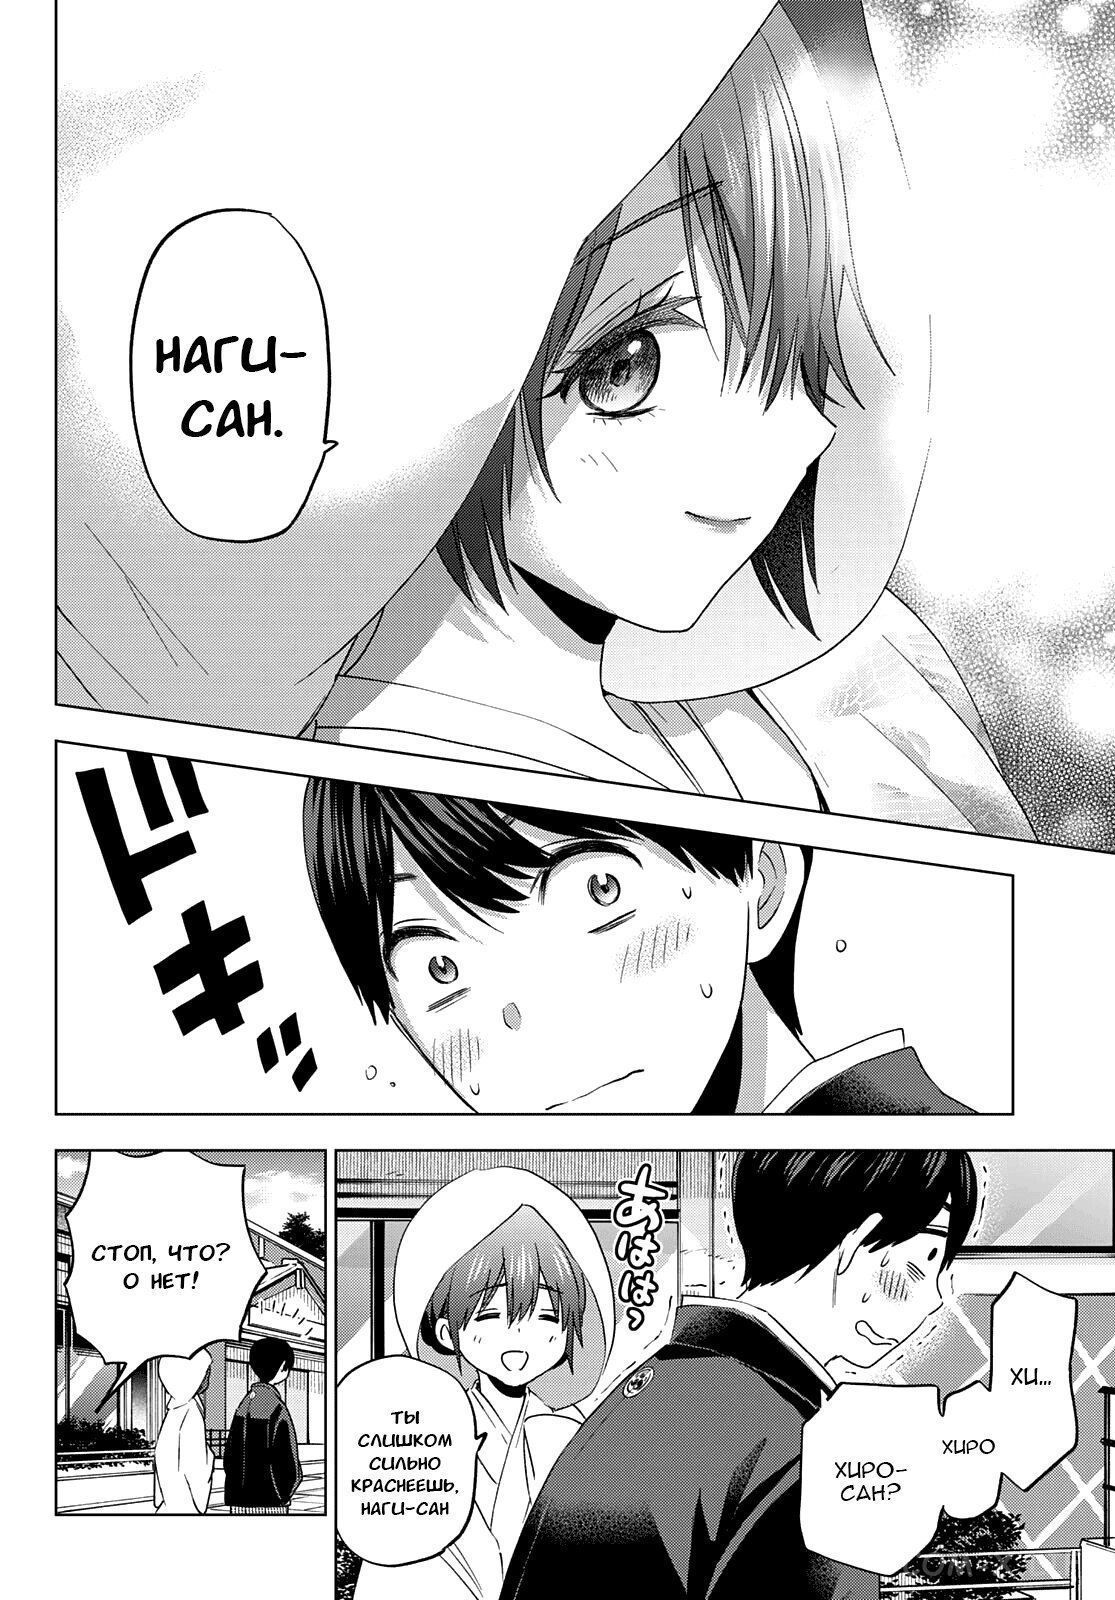 НАГИ-
САН.
ドキ
ХИ...
ХИРО
ХИРО-
САН?
あはは、
ТЫ
СЛИШКОМ
СИЛЬНО
КРАСНЕЕШЬ,
НАГИ-САН
СТОП, ЧТО?
О НЕТ!